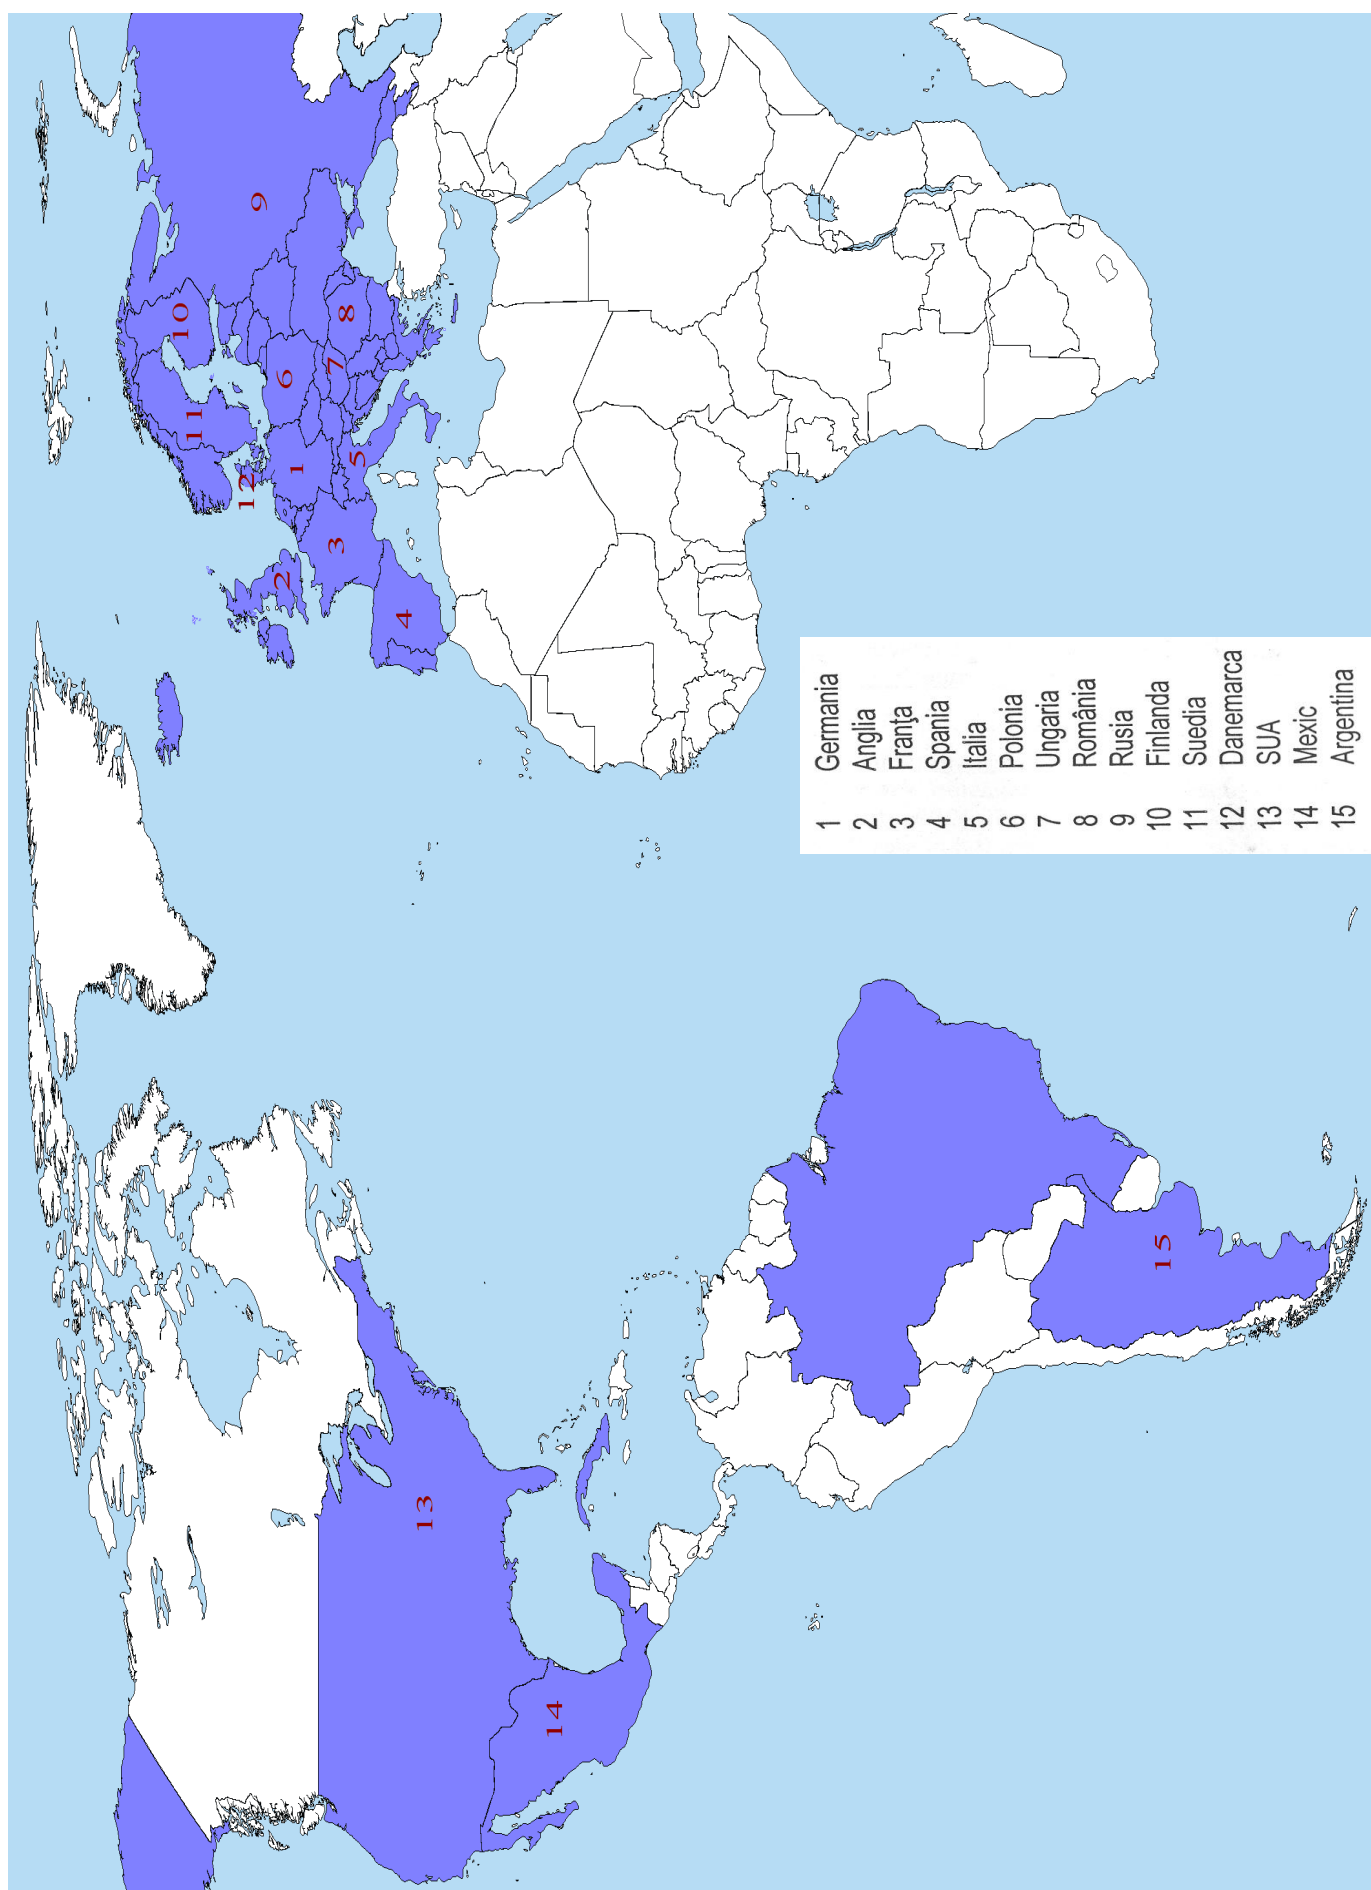 9
10
8
11
6
7
12
1
5
2
3
4
13
14
15
1 Germania
2 Anglia
3 Franţa
4 Spania
5 Italia
6 Polonia
7 Ungaria
8 România
9 Rusia
10 Finlanda
11 Suedia
12 Danemarca
13 SUA
14 Mexic
15 Argentina